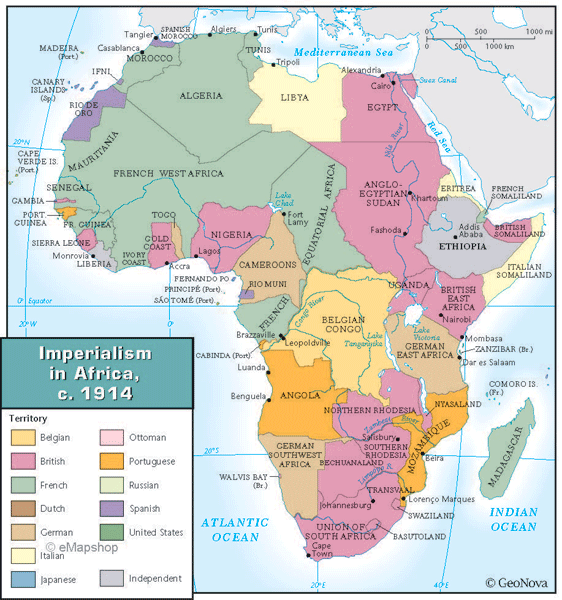 SPANISH
MOROCCO
Tangier
Algiers
Tunis
MADEIRA
(Port.)
Casablanca
MOROCCO
TUNIS
Tripoli
Mediterranean Sea
0 500 1000 mi
0 500 1000 km
IFNI
CANARY
ISLANDS
(Sp.)
RIO DE
ORO
ALGERIA
LIBYA
Alexandria
Cairo
Suez Canal
EGYPT
Nile River
Red Sea
20°N
CAPE
VERDE IS.
(Port.)
MAURITANIA
FRENCH WEST AFRICA
SENEGAL
GAMBIA
PORT.
GUINEA
FR. GUINEA
SIERRA LEONE
Monrovia
LIBERIA
IVORY
COAST
GOLD
COAST
TOGO
Accra
Lagos
NIGERIA
Lake
Chad
Fort
Lamy
FRENCH EQUATORIAL AFRICA
ANGLO-
EGYPTIAN
SUDAN
Khartoum
Fashoda
ERITREA
FRENCH
SOMALILAND
Addis
Ababa
BRITISH
SOMALILAND
ETHIOPIA
ITALIAN
SOMALILAND
CAMEROONS
FERNANDO PO
PRINCIPÉ (Port.)
SÃO TOMÉ (Port.)
RIO MUNI
0° Equator
20°W
0°
UGANDA
BRITISH
EAST AFRICA
Nairobi
Congo River
BELGIAN
CONGO
Lake
Tanganyika
Lake
Victoria
GERMAN
EAST AFRICA
Mombasa
ZANZIBAR (Br.)
Dar es Salaam
Brazzaville
Leopoldville
CABINDA (Port.)
Luanda
Benguela
ANGOLA
COMORO IS.
(Fr.)
NYASALAND
NORTHERN RHODESIA
Zambezi River
Salisbury
SOUTHERN
RHODESIA
MOZAMBIQUE
Beira
MADAGASCAR
20°S
GERMAN
SOUTHWEST
AFRICA
WALVIS BAY
(Br.)
BECHUANALAND
Limpopo R.
TRANSVAAL
Lorenço Marques
Johannesburg
SWAZILAND
UNION OF
SOUTH AFRICA
BASUTOLAND
Cape
Town
ATLANTIC
OCEAN
INDIAN
OCEAN
20°E
40°E
© GeoNova
Imperialism
in Africa,
c. 1914
Territory
Belgian
British
French
Dutch
German
Italian
Japanese
Ottoman
Portuguese
Russian
Spanish
United States
Independent
© eMapshop